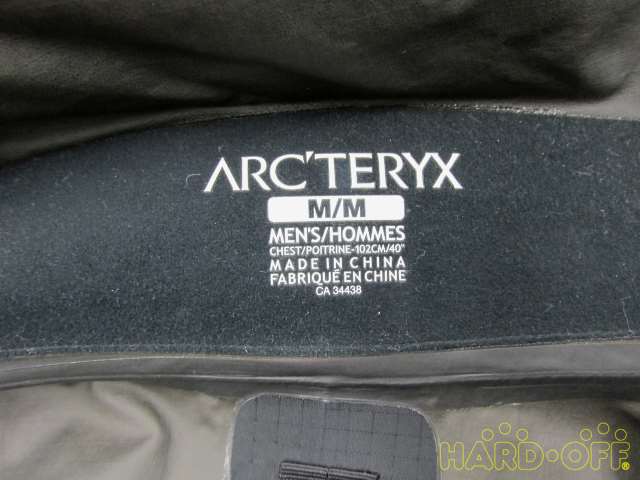 ARC'TERYX
M/M
MEN'S/HOMMES
CHEST/POITRINE-102CM/40"
MADE IN CHINA
FABRIQUÉ EN CHINE
CA 34438
HARD-OFF